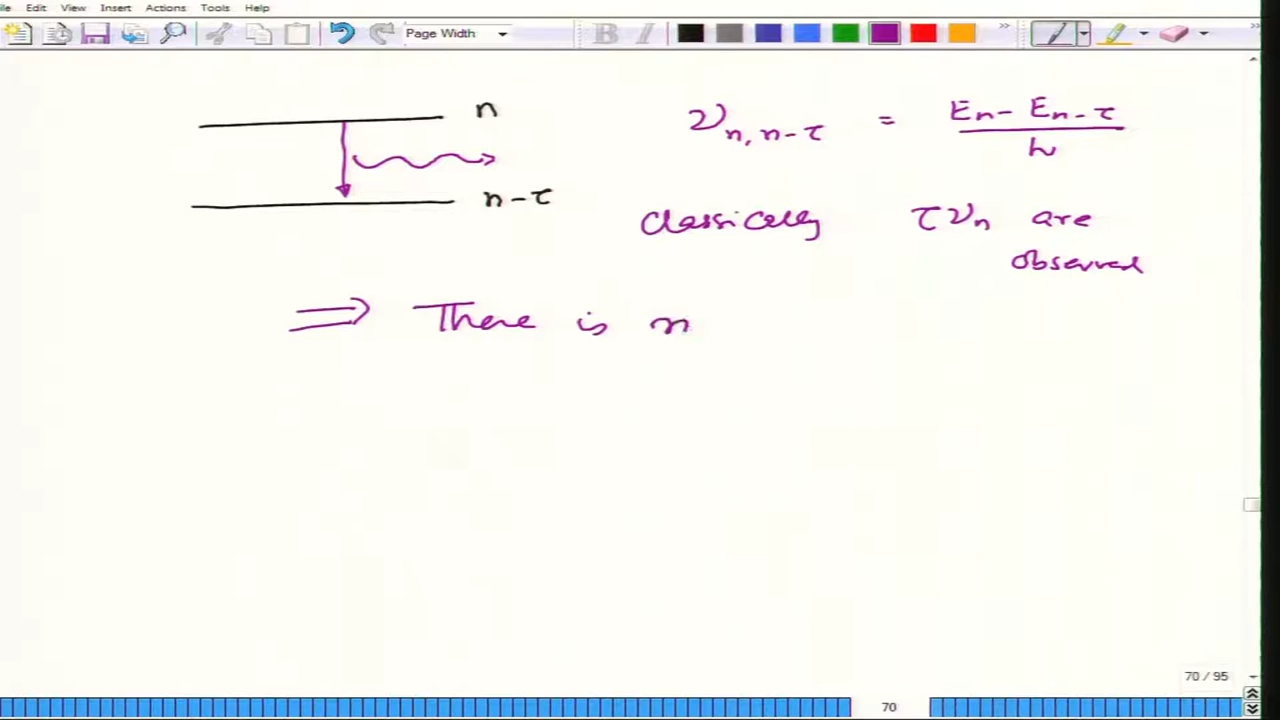 File Edit View Insert Actions Tools Help
Page Width
n
ν_{n, n-τ} = \frac{E_n - E_{n-τ}}{h}
n-τ
classically τν_n are
observed
⇒ There is n
70 / 95
70